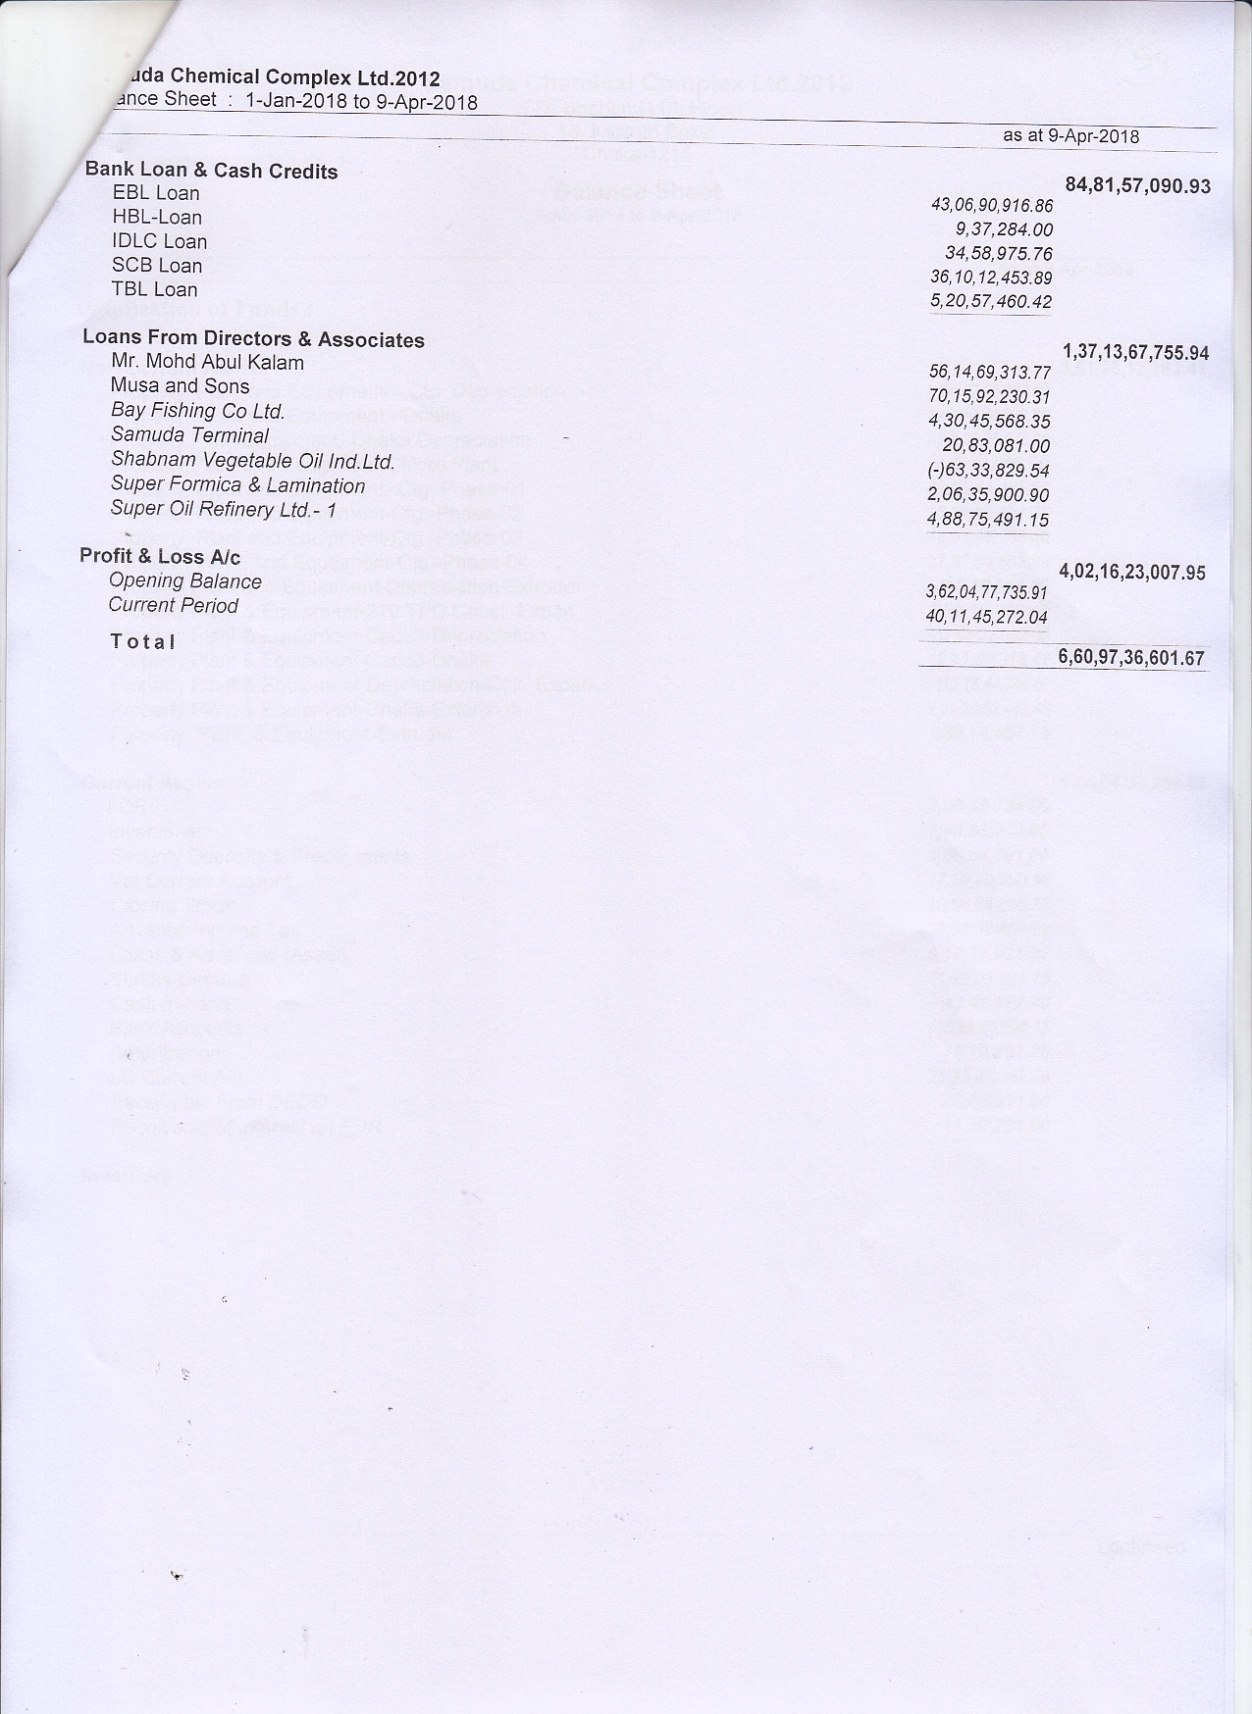 uda Chemical Complex Ltd.2012
ance Sheet : 1-Jan-2018 to 9-Apr-2018
as at 9-Apr-2018
Bank Loan & Cash Credits 84,81,57,090.93
EBL Loan 43,06,90,916.86
HBL-Loan 9,37,284.00
IDLC Loan 34,58,975.76
SCB Loan 36,10,12,453.89
TBL Loan 5,20,57,460.42
Loans From Directors & Associates 1,37,13,67,755.94
Mr. Mohd Abul Kalam 56,14,69,313.77
Musa and Sons 70,15,92,230.31
Bay Fishing Co Ltd. 4,30,45,568.35
Samuda Terminal 20,83,081.00
Shabnam Vegetable Oil Ind.Ltd. (-)63,33,829.54
Super Formica & Lamination 2,06,35,900.90
Super Oil Refinery Ltd.- 1 4,88,75,491.15
Profit & Loss A/c 4,02,16,23,007.95
Opening Balance 3,62,04,77,735.91
Current Period 40,11,45,272.04
Total 6,60,97,36,601.67